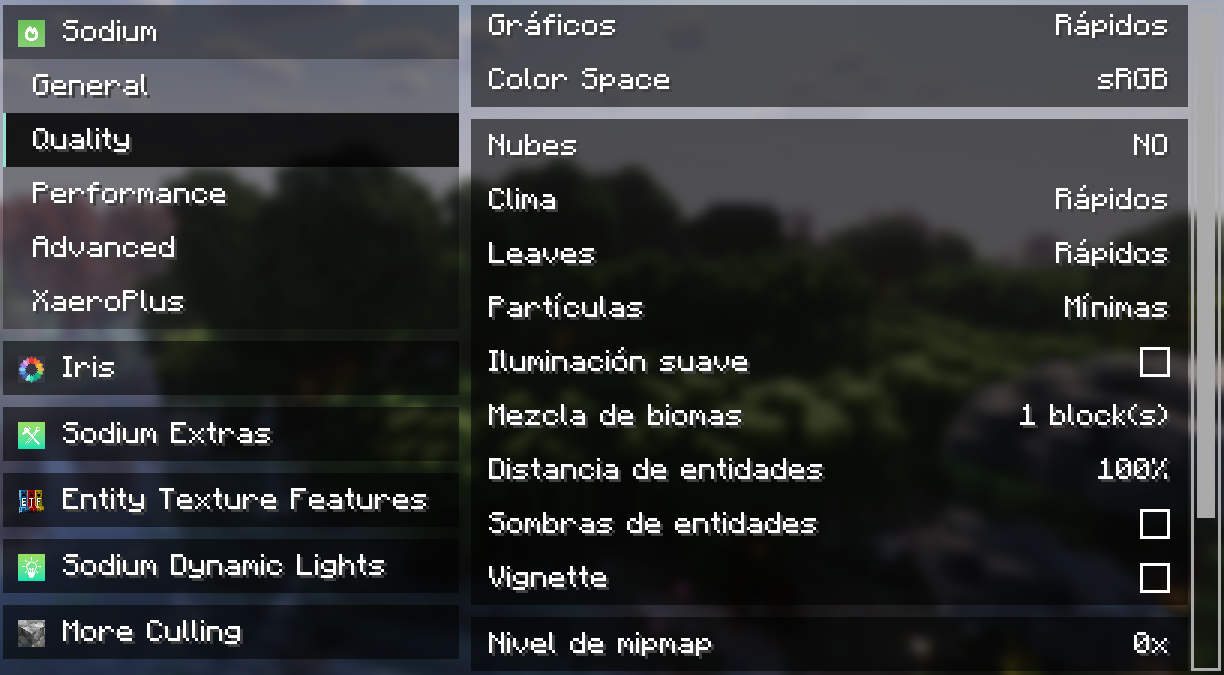 Sodium
General
Quality
Performance
Advanced
XaeroPlus
Iris
Sodium Extras
ETF
Entity Texture Features
Sodium Dynamic Lights
More Culling
Gráficos Rápidos
Color Space sRGB
Nubes NO
Clima Rápidos
Leaves Rápidos
Partículas Mínimas
Iluminación suave
Mezcla de biomas 1 block(s)
Distancia de entidades 100%
Sombras de entidades
Vignette
Nivel de mipmap 0x